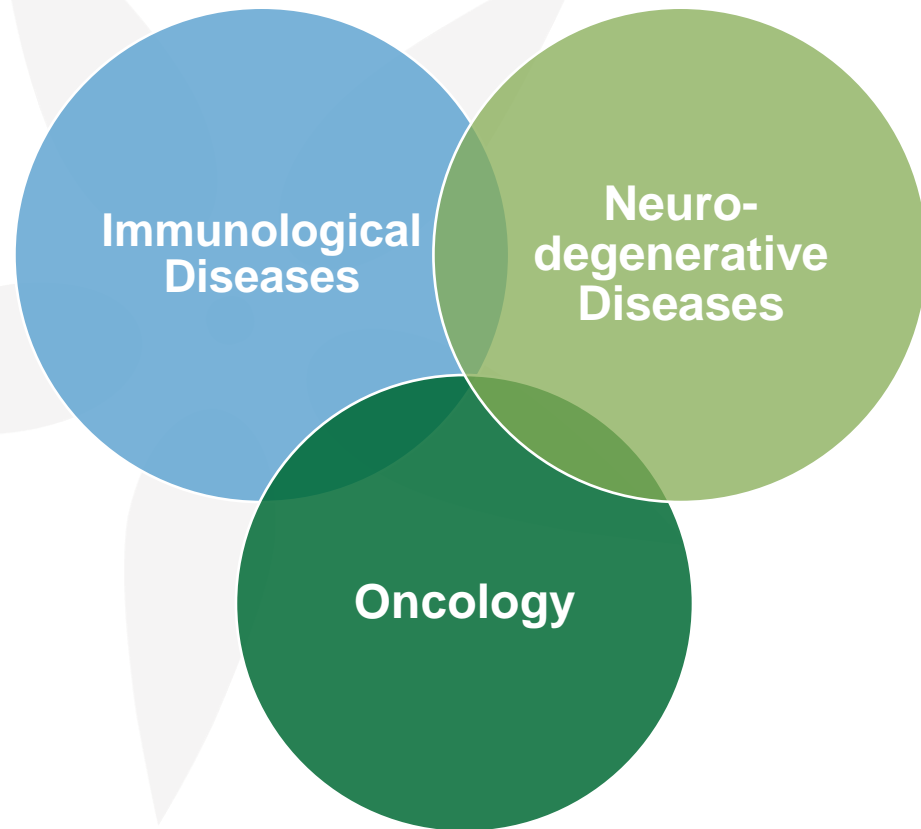 Immunological
Diseases
Neuro-
degenerative
Diseases
Oncology